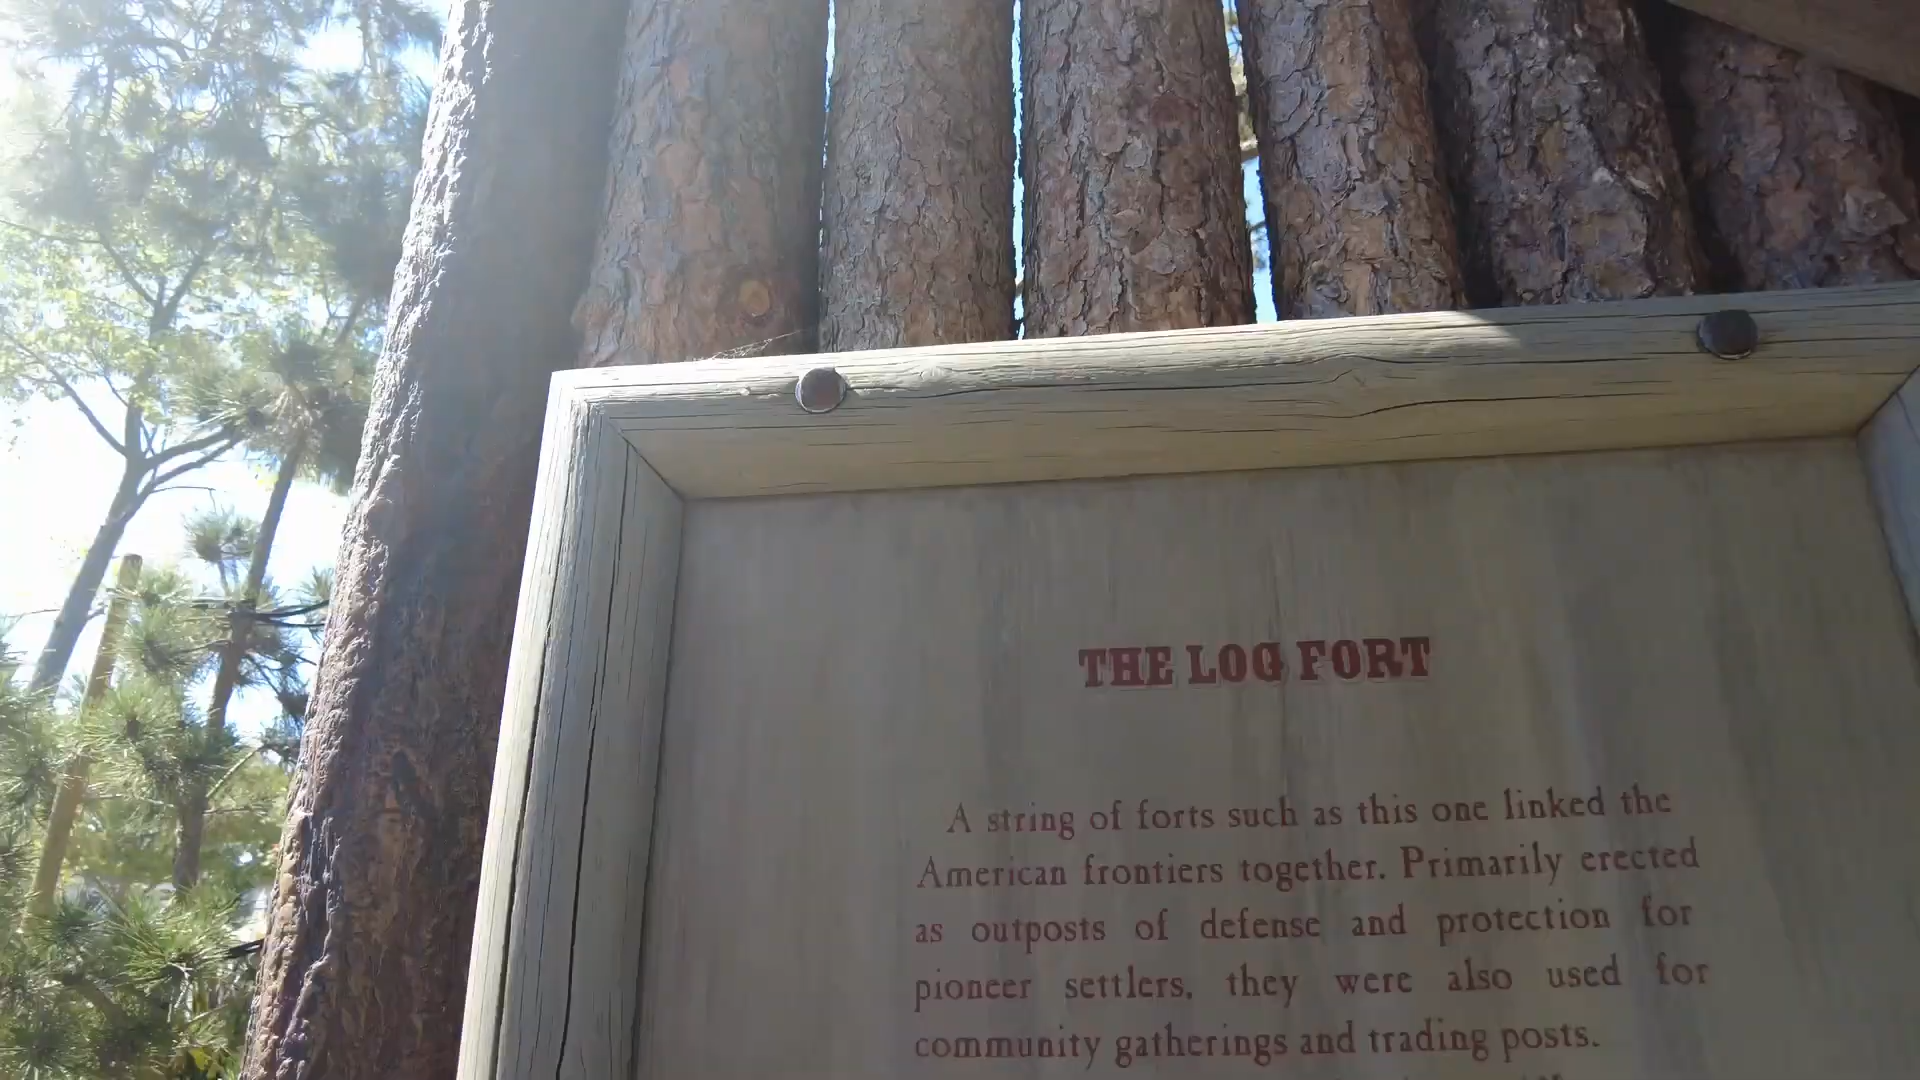 THE LOG FORT
A string of forts such as this one linked the
American frontiers together. Primarily erected
as outposts of defense and protection for
pioneer settlers, they were also used for
community gatherings and trading posts.